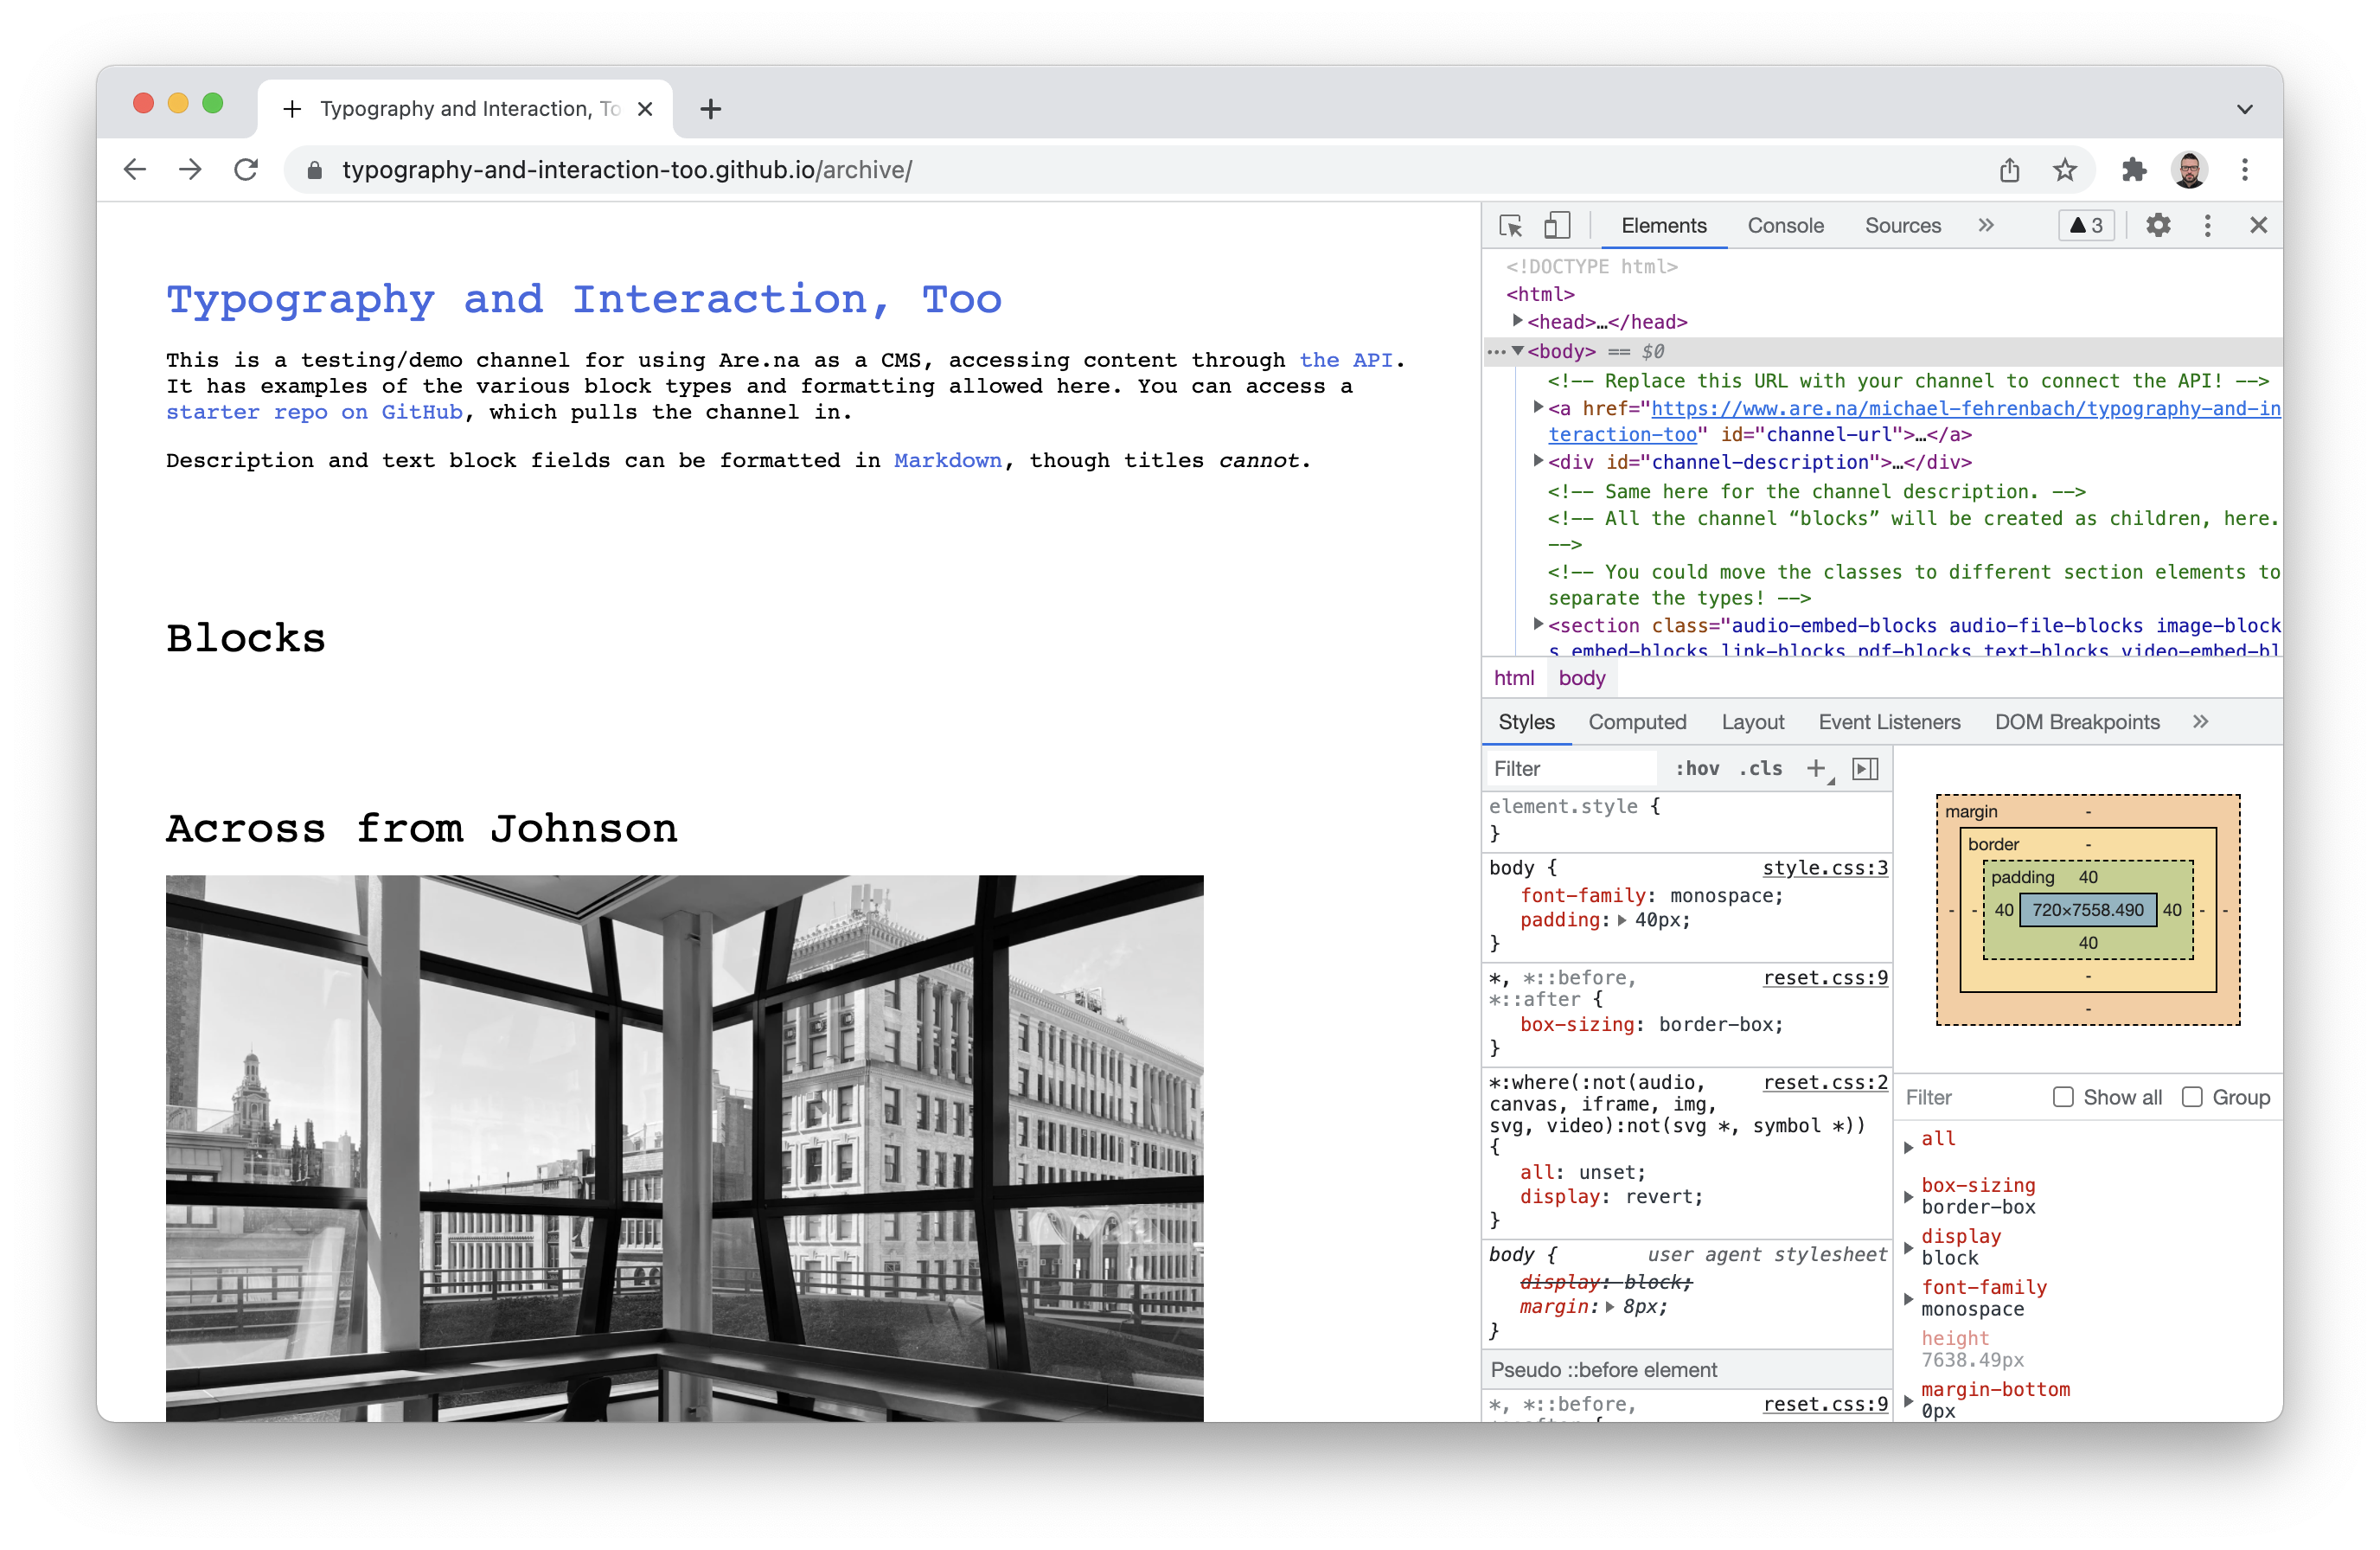 Typography and Interaction, To
typography-and-interaction-too.github.io/archive/
Typography and Interaction, Too
This is a testing/demo channel for using Are.na as a CMS, accessing content through the API.
It has examples of the various block types and formatting allowed here. You can access a
starter repo on GitHub, which pulls the channel in.
Description and text block fields can be formatted in Markdown, though titles cannot.
Blocks
Across from Johnson
Elements Console Sources » 3
<!DOCTYPE html>
<html>
<head>…</head>
<body> == $0
<!-- Replace this URL with your channel to connect the API! -->
<a href="https://www.are.na/michael-fehrenbach/typography-and-in
teraction-too" id="channel-url">…</a>
<div id="channel-description">…</div>
<!-- Same here for the channel description. -->
<!-- All the channel “blocks” will be created as children, here.
-->
<!-- You could move the classes to different section elements to
separate the types! -->
<section class="audio-embed-blocks audio-file-blocks image-block
s embed-blocks link-blocks pdf-blocks text-blocks video-embed-bl
html body
Styles Computed Layout Event Listeners DOM Breakpoints »
Filter :hov .cls +
element.style {
}
body { style.css:3
font-family: monospace;
padding: 40px;
}
*, *::before, reset.css:9
*::after {
box-sizing: border-box;
}
*:where(:not(audio, reset.css:2
canvas, iframe, img,
svg, video):not(svg *, symbol *))
{
all: unset;
display: revert;
}
body { user agent stylesheet
display: block;
margin: 8px;
}
Pseudo ::before element
*, *::before, reset.css:9
margin -
border -
padding 40
- - 40 720×7558.490 40 - -
40
-
-
Filter Show all Group
all
box-sizing
border-box
display
block
font-family
monospace
height
7638.49px
margin-bottom
0px